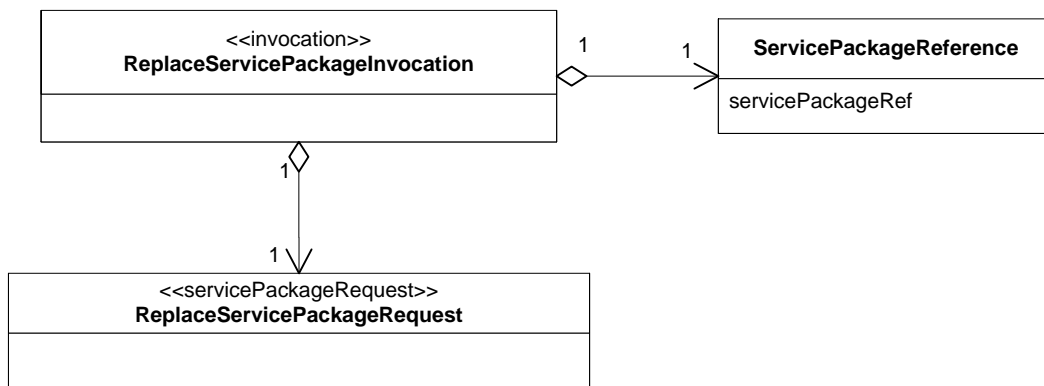 <<invocation>>
ReplaceServicePackageInvocation
1
1
ServicePackageReference
servicePackageRef
1
1
<<servicePackageRequest>>
ReplaceServicePackageRequest